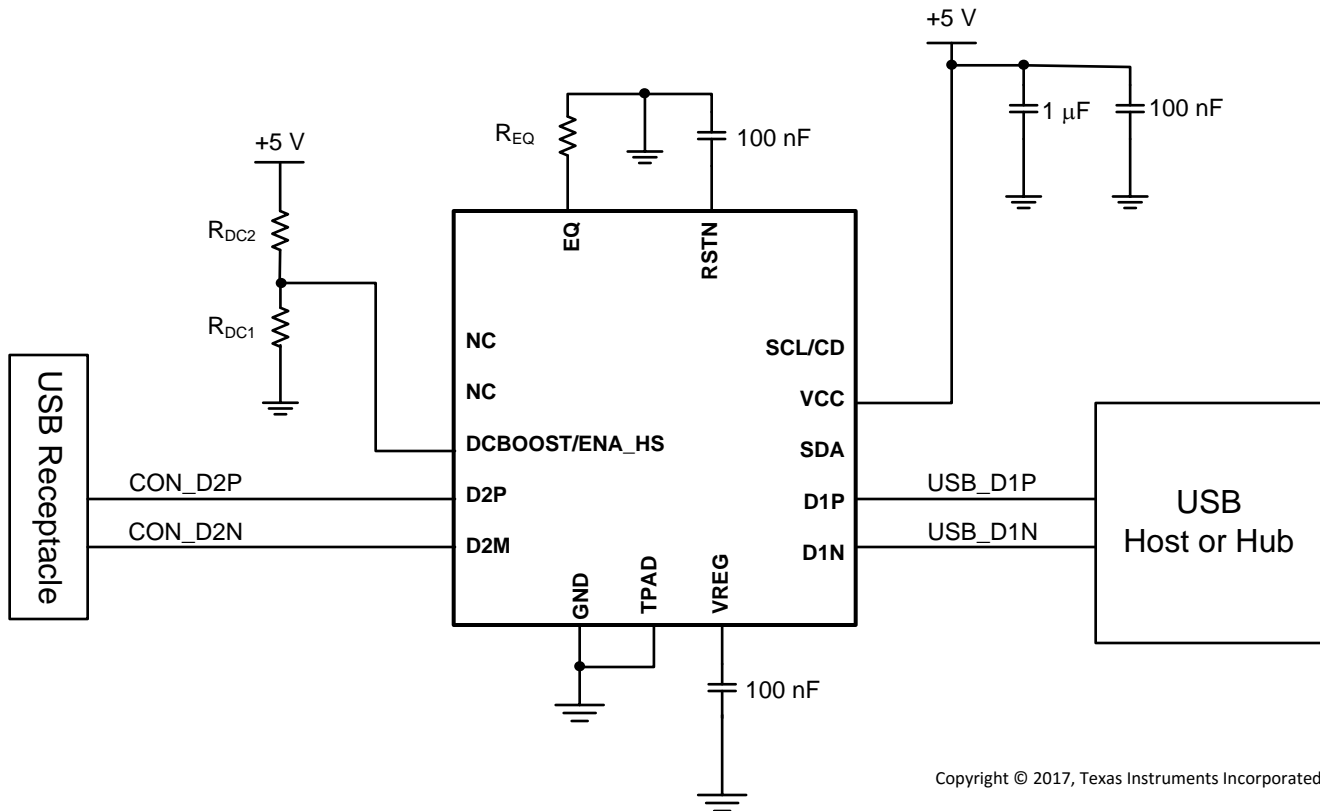 +5 V
1 μF
100 nF
R_EQ
100 nF
+5 V
R_DC2
R_DC1
EQ
RSTN
NC
NC
DCBOOST/ENA_HS
D2P
D2M
SCL/CD
VCC
SDA
D1P
D1N
GND
TPAD
VREG
USB Receptacle
CON_D2P
CON_D2N
USB_D1P
USB_D1N
USB
Host or Hub
100 nF
Copyright © 2017, Texas Instruments Incorporated